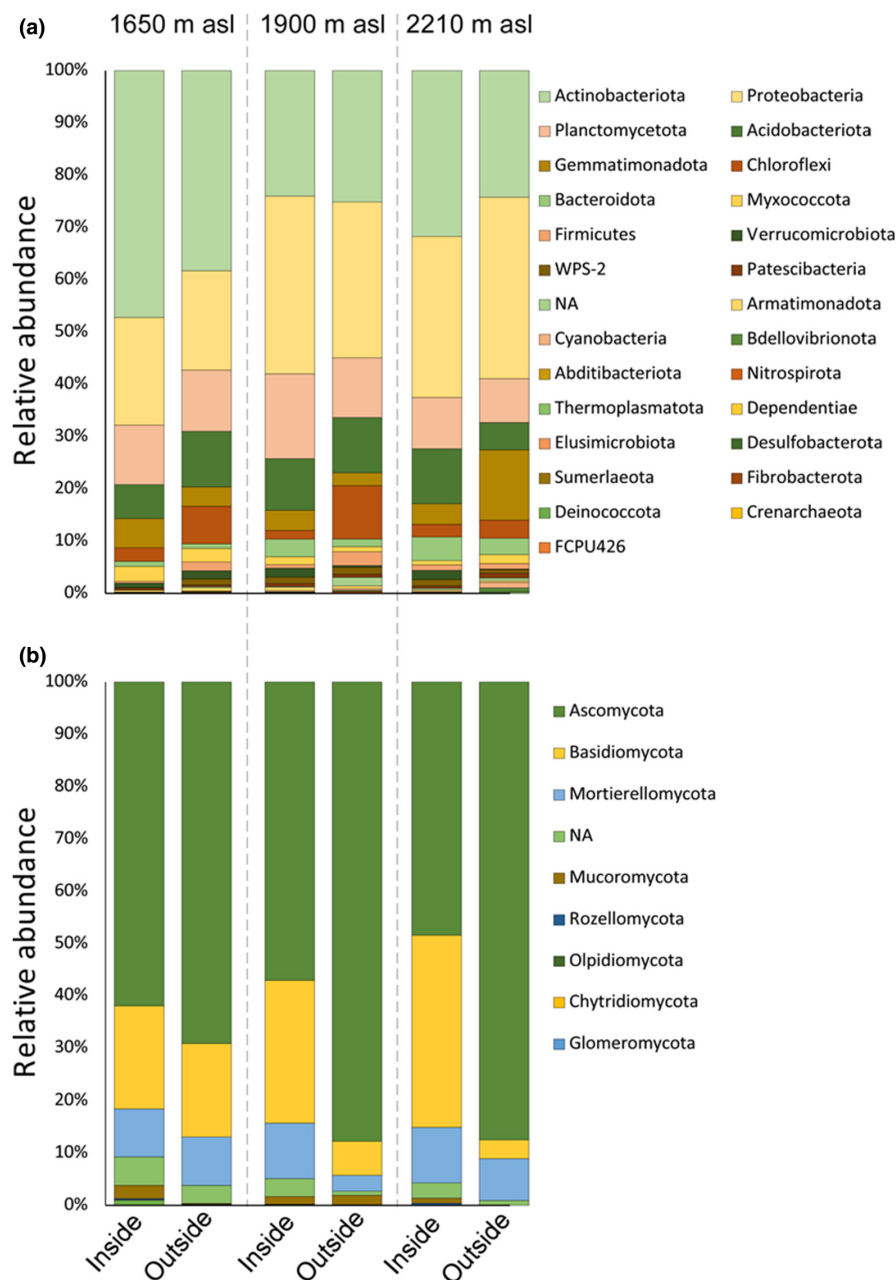 (a)
1650 m asl 1900 m asl 2210 m asl
Relative abundance
100%
90%
80%
70%
60%
50%
40%
30%
20%
10%
0%
Actinobacteriota Proteobacteria
Planctomycetota Acidobacteriota
Gemmatimonadota Chloroflexi
Bacteroidota Myxococcota
Firmicutes Verrucomicrobiota
WPS-2 Patescibacteria
NA Armatimonadota
Cyanobacteria Bdellovibrionota
Abditibacteriota Nitrospirota
Thermoplasmatota Dependentiae
Elusimicrobiota Desulfobacterota
Sumerlaeota Fibrobacterota
Deinococcota Crenarchaeota
FCPU426
(b)
Relative abundance
100%
90%
80%
70%
60%
50%
40%
30%
20%
10%
0%
Ascomycota
Basidiomycota
Mortierellomycota
NA
Mucoromycota
Rozellomycota
Olpidiomycota
Chytridiomycota
Glomeromycota
Inside Outside Inside Outside Inside Outside